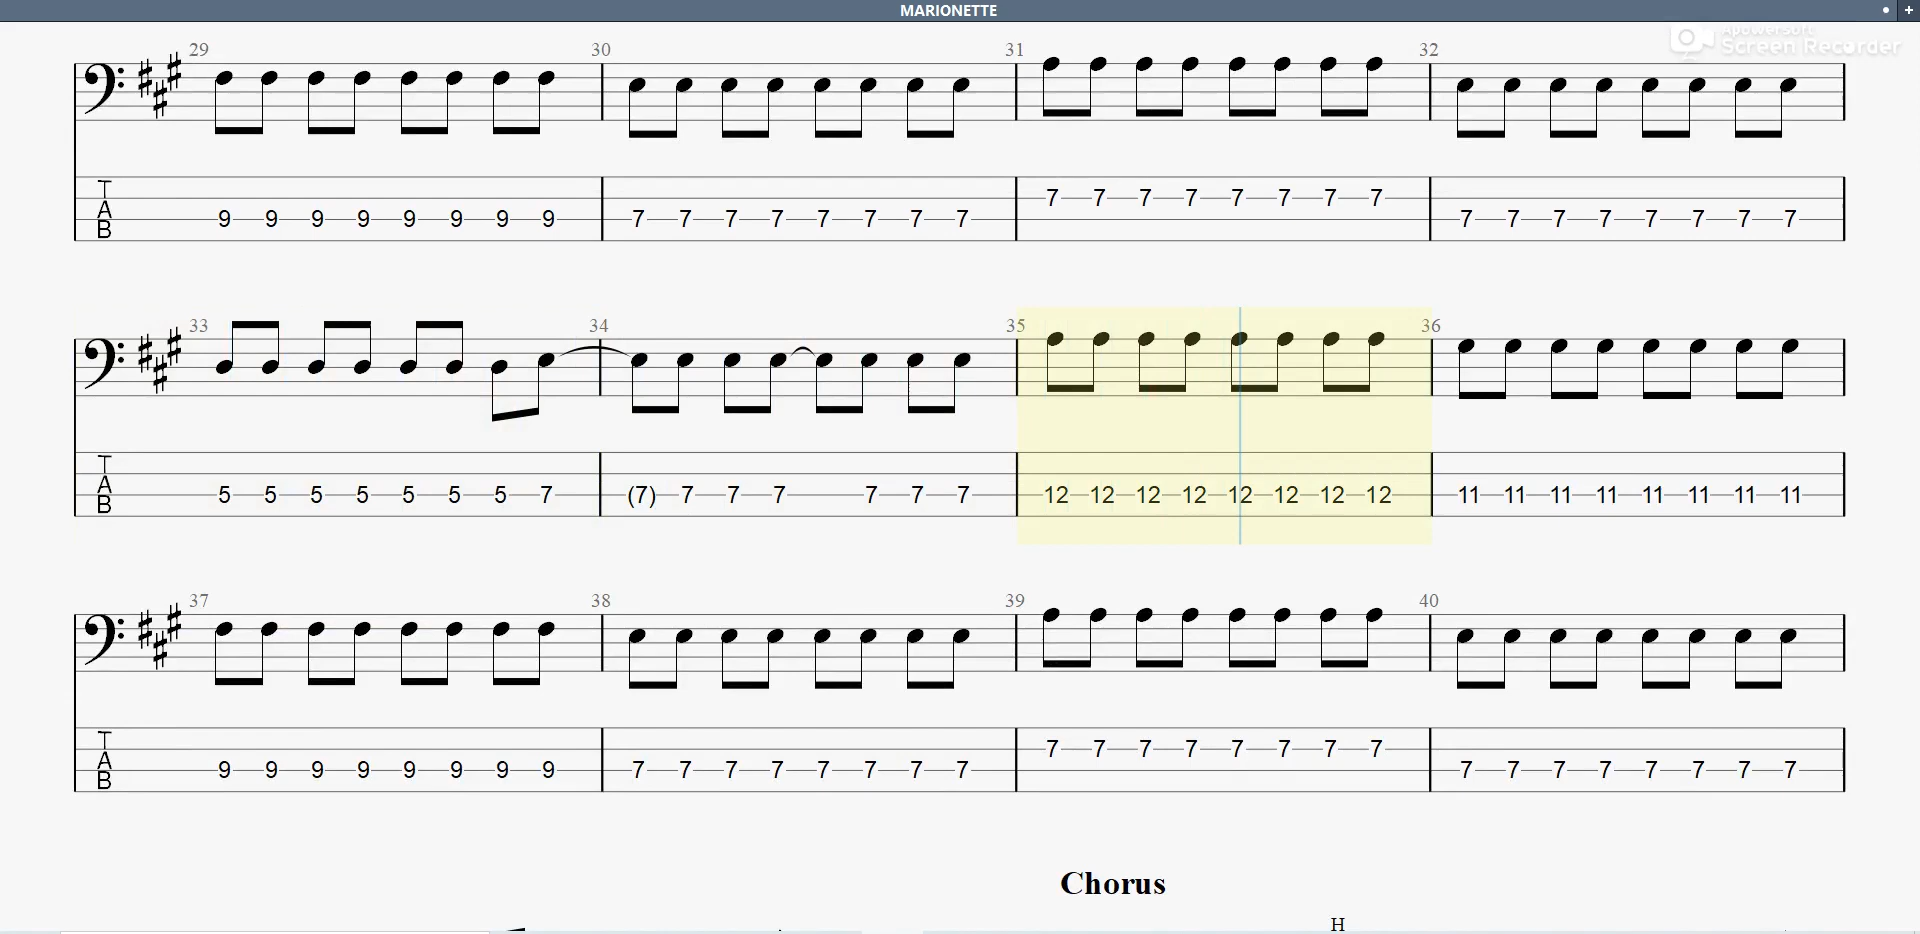 MARIONETTE
Apowersoft
Screen Recorder
29 30 31 32
T
A 9 9 9 9 9 9 9 9 7 7 7 7 7 7 7 7 7 7 7 7 7 7 7 7 7 7 7 7 7 7 7 7
B
33 34 35 36
T
A 5 5 5 5 5 5 5 7 (7) 7 7 7 7 7 7 12 12 12 12 12 12 12 12 11 11 11 11 11 11 11 11
B
37 38 39 40
T
A 9 9 9 9 9 9 9 9 7 7 7 7 7 7 7 7 7 7 7 7 7 7 7 7 7 7 7 7 7 7 7 7
B
Chorus
H